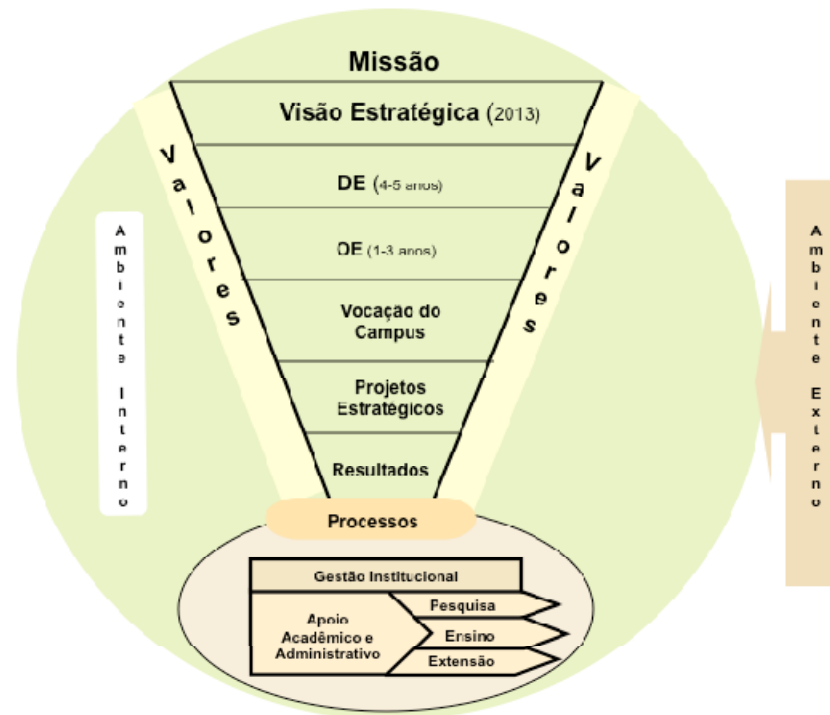 Missão
Visão Estratégica (2013)
DE (4-5 anos)
OE (1-3 anos)
Vocação do
Campus
Projetos
Estratégicos
Resultados
Valores
Valores
Ambiente Interno
Ambiente Externo
Processos
Gestão Institucional
Apoio
Acadêmico e
Administrativo
Pesquisa
Ensino
Extensão